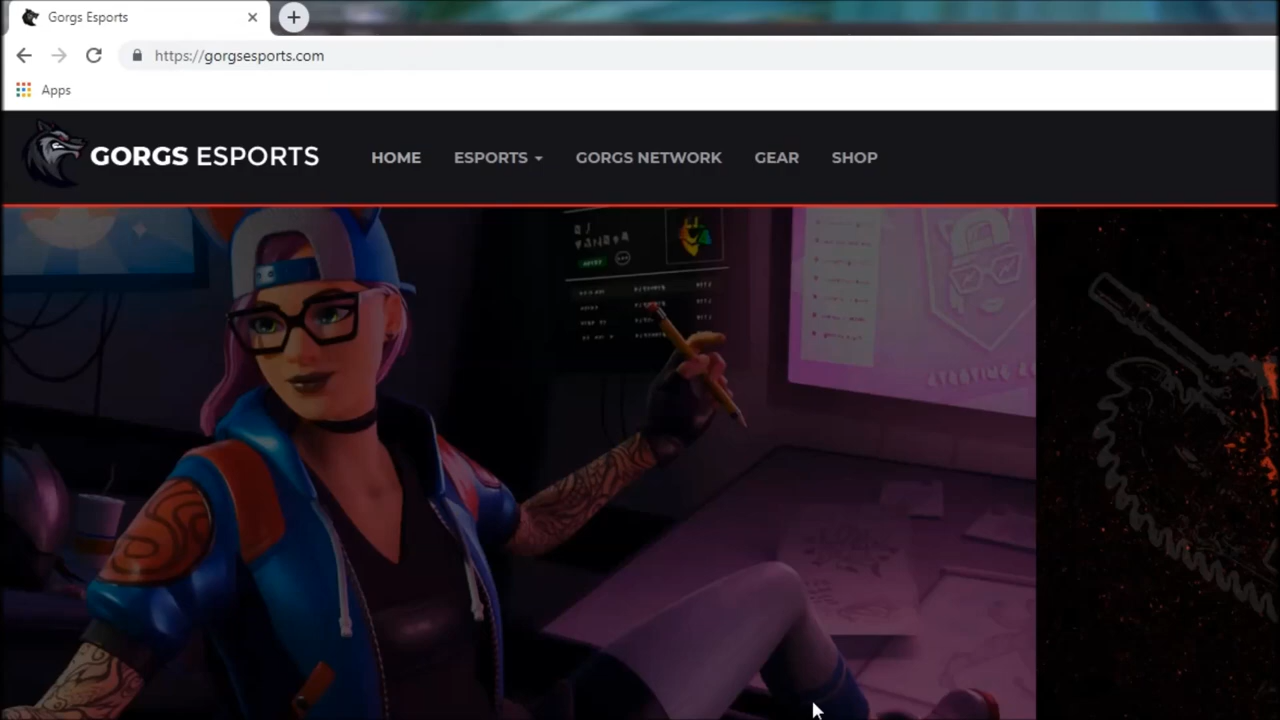 Gorgs Esports
https://gorgsesports.com
Apps
GORGS ESPORTS
HOME
ESPORTS
GORGS NETWORK
GEAR
SHOP